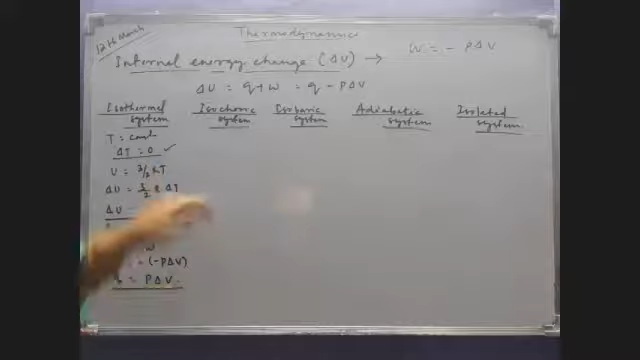 12th March
Thermodynamics
Internal energy change (ΔU) → W = - PΔV
ΔU = q+W = q - PΔV
Isothermal system
Isochoric system
Isobaric system
Adiabatic system
Isolated system
T = const
ΔT = 0 ✓
U = 3/2 RT
ΔU = 3/2 R ΔT
ΔU
W
= (-PΔV)
= PΔV